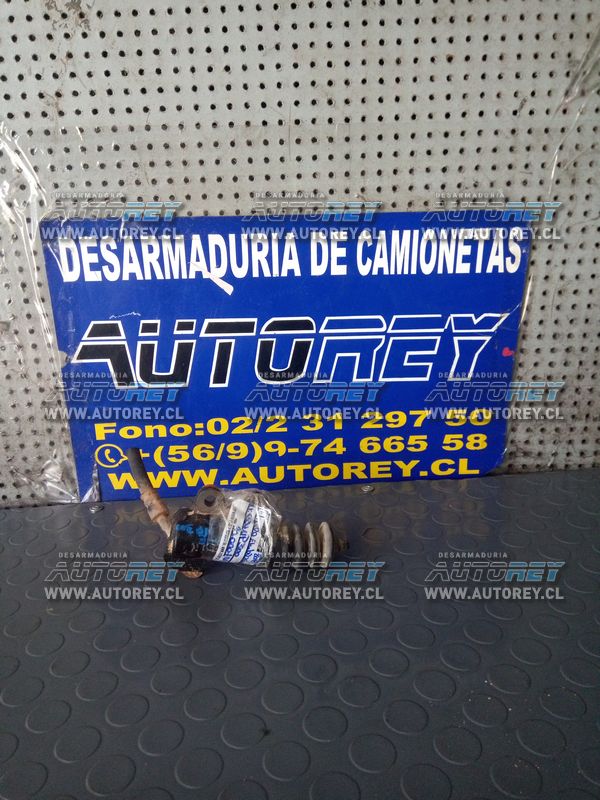 DESARMADURIA DE CAMIONETAS
AUTOREY
Fono:02/2 31 297 50
+(56/9)9-74 665 58
WWW.AUTOREY.CL
DESARMADURIA
AUTOREY
WWW.AUTOREY.CL